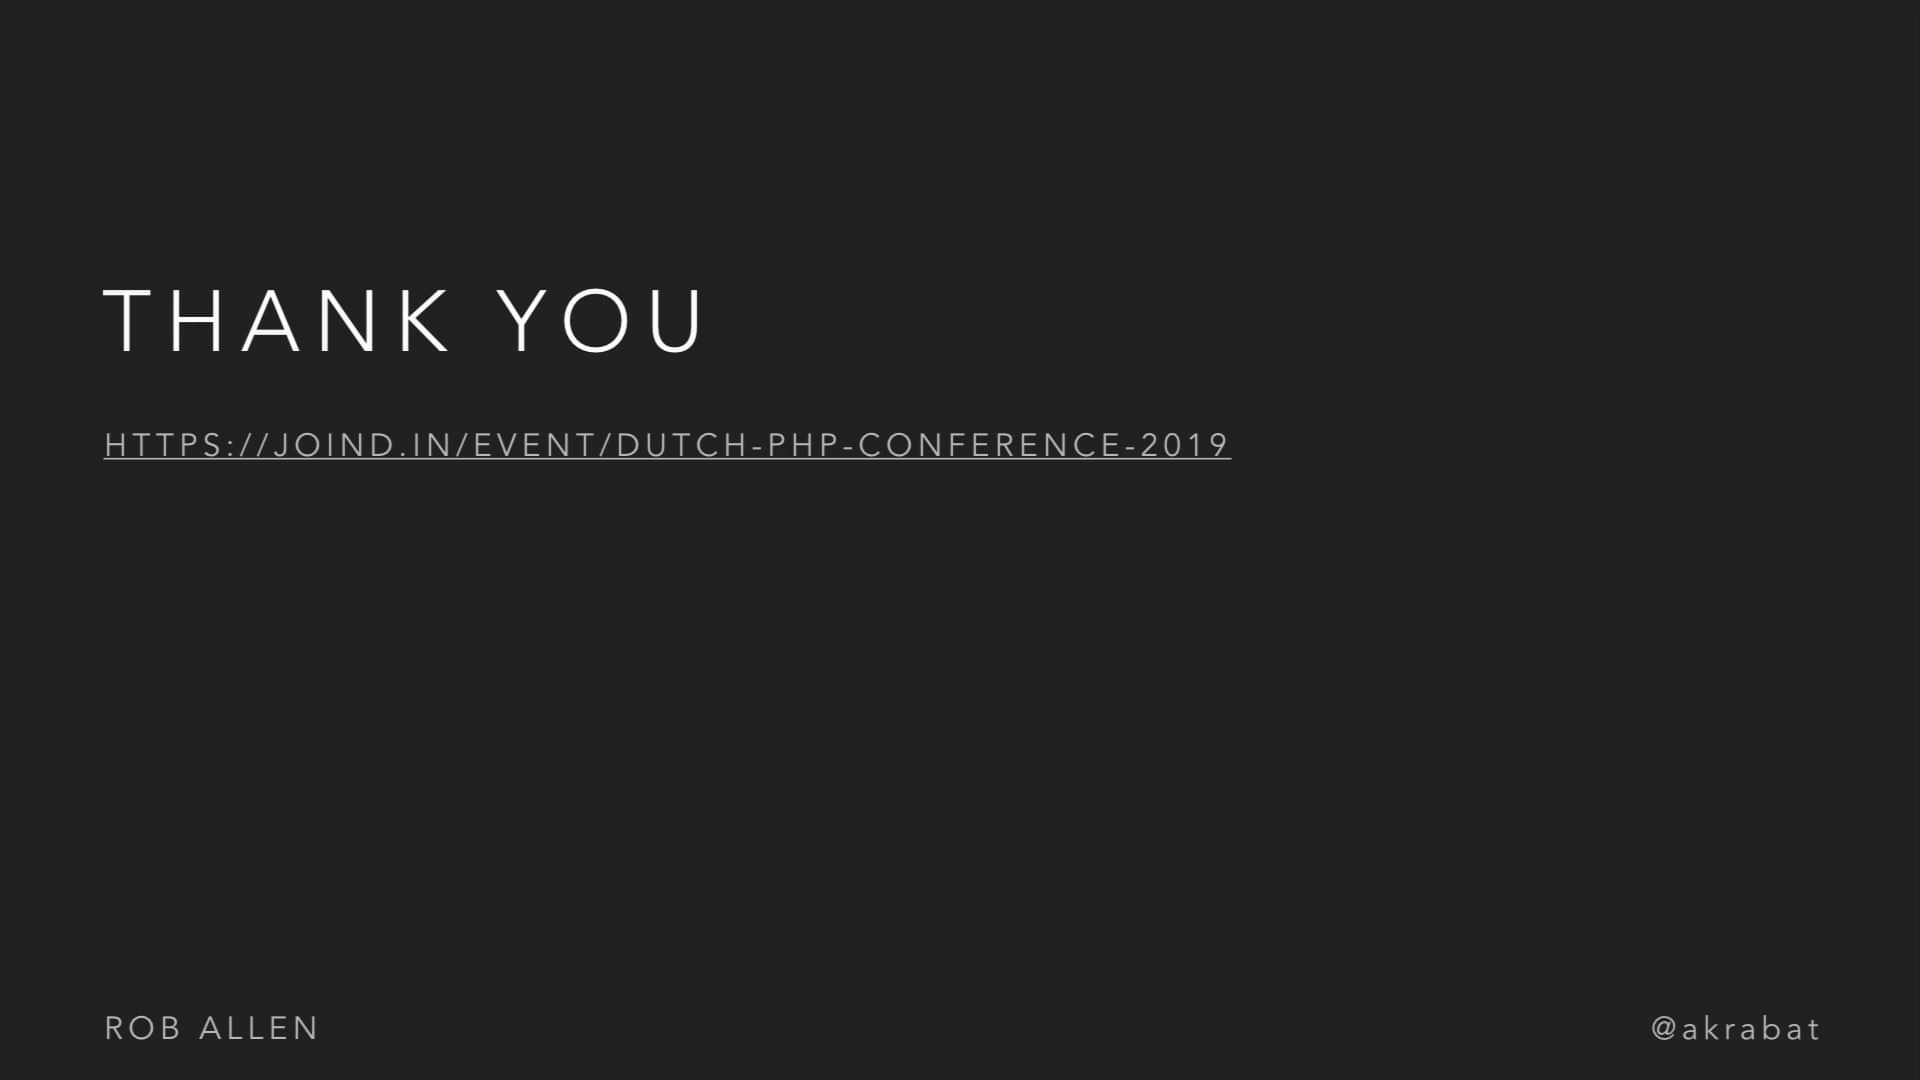 THANK YOU
HTTPS://JOIND.IN/EVENT/DUTCH-PHP-CONFERENCE-2019
ROB ALLEN
@akrabat